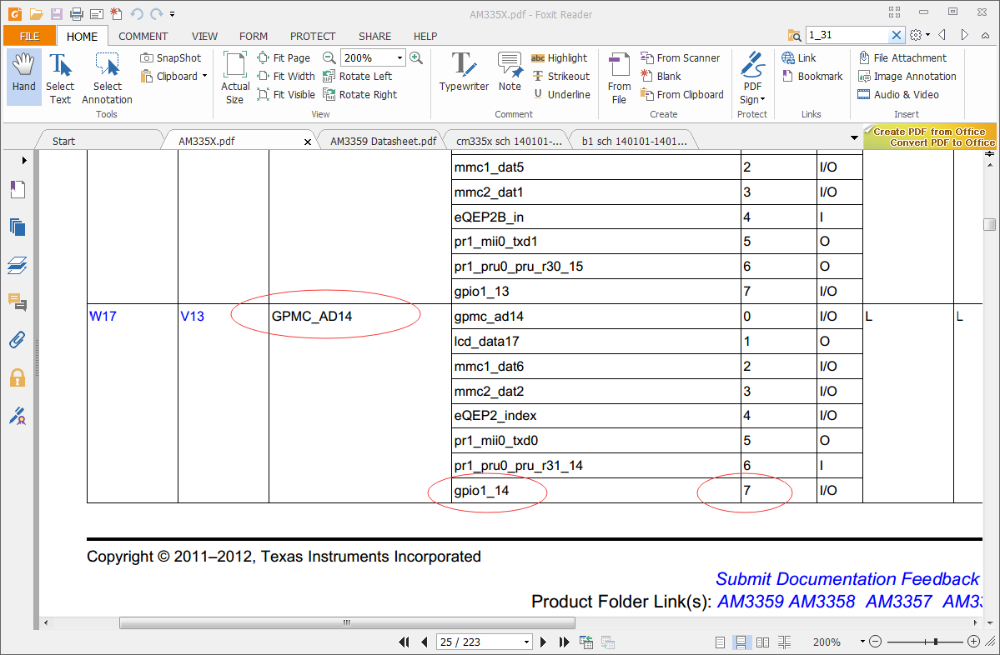 AM335X.pdf - Foxit Reader
FILE HOME COMMENT VIEW FORM PROTECT SHARE HELP 1_31
Hand
Select Text
Select Annotation
SnapShot
Clipboard
Tools
Actual Size
Fit Page
Fit Width
Fit Visible
200%
Rotate Left
Rotate Right
View
Typewriter
Note
abc Highlight
T Strikeout
U Underline
Comment
From File
From Scanner
Blank
From Clipboard
Create
PDF Sign
Protect
Link
Bookmark
Links
File Attachment
Image Annotation
Audio & Video
Insert
Start AM335X.pdf AM3359 Datasheet.pdf cm335x sch 140101-... b1 sch 140101-1401...
Create PDF from Office
Convert PDF to Office
mmc1_dat5 2 I/O
mmc2_dat1 3 I/O
eQEP2B_in 4 I
pr1_mii0_txd1 5 O
pr1_pru0_pru_r30_15 6 O
gpio1_13 7 I/O
W17 V13 GPMC_AD14 gpmc_ad14 0 I/O L L
lcd_data17 1 O
mmc1_dat6 2 I/O
mmc2_dat2 3 I/O
eQEP2_index 4 I/O
pr1_mii0_txd0 5 O
pr1_pru0_pru_r31_14 6 I
gpio1_14 7 I/O
Copyright © 2011–2012, Texas Instruments Incorporated
Submit Documentation Feedback
Product Folder Link(s): AM3359 AM3358 AM3357 AM33
25 / 223 200%